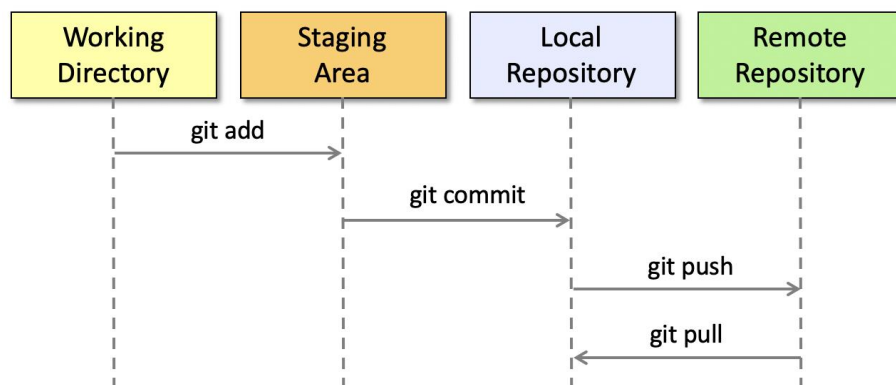 Working
Directory
Staging
Area
Local
Repository
Remote
Repository
git add
git commit
git push
git pull